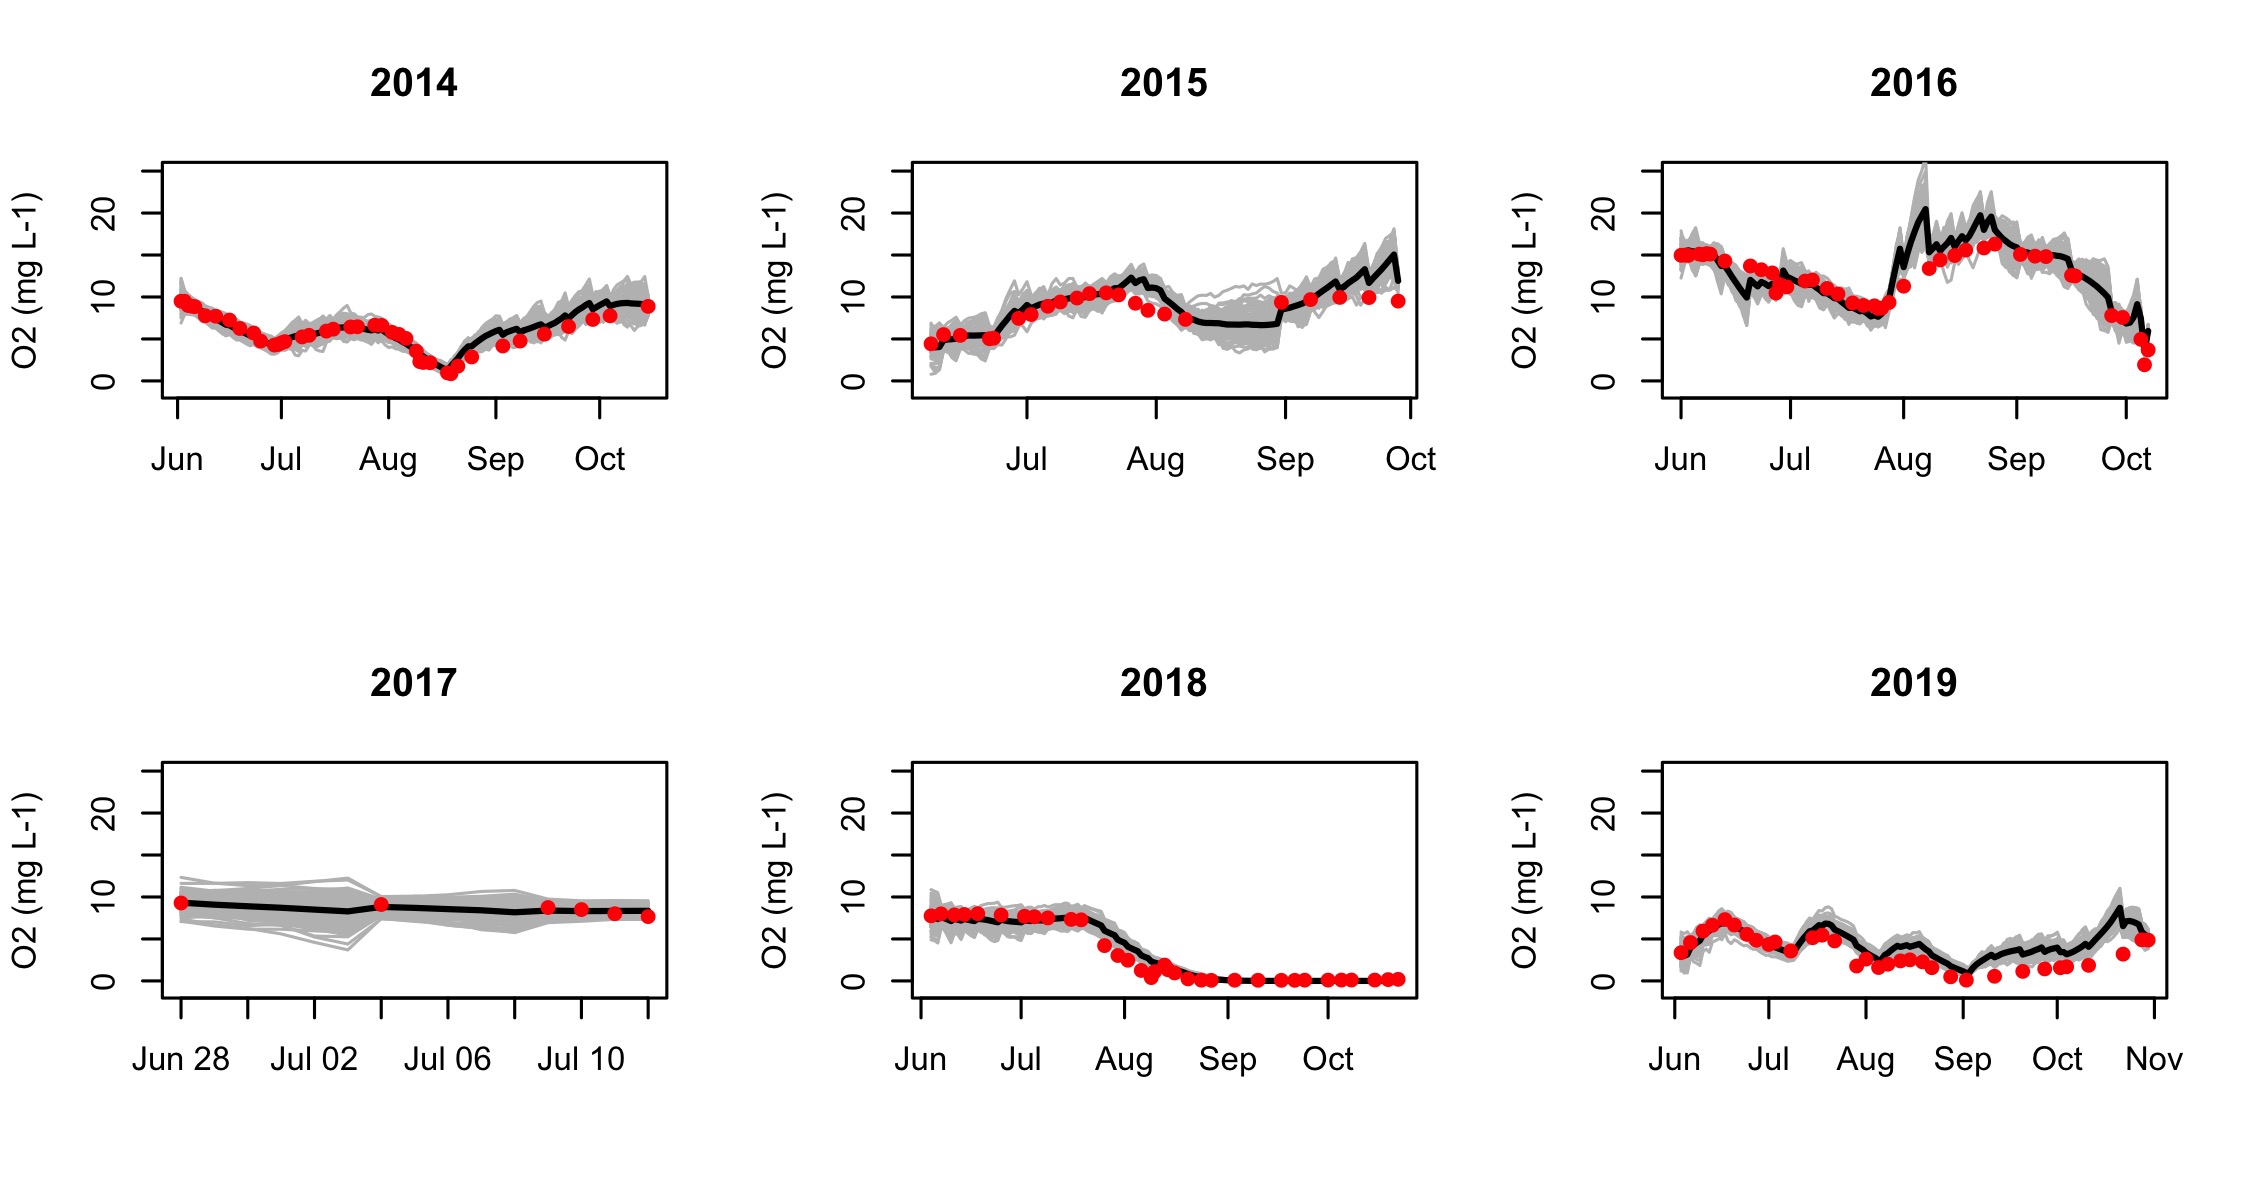 2014 2015 2016
O2 (mg L-1) 0 10 20 O2 (mg L-1) 0 10 20 O2 (mg L-1) 0 10 20
Jun Jul Aug Sep Oct Jul Aug Sep Oct Jun Jul Aug Sep Oct
2017 2018 2019
O2 (mg L-1) 0 10 20 O2 (mg L-1) 0 10 20 O2 (mg L-1) 0 10 20
Jun 28 Jul 02 Jul 06 Jul 10 Jun Jul Aug Sep Oct Jun Jul Aug Sep Oct Nov